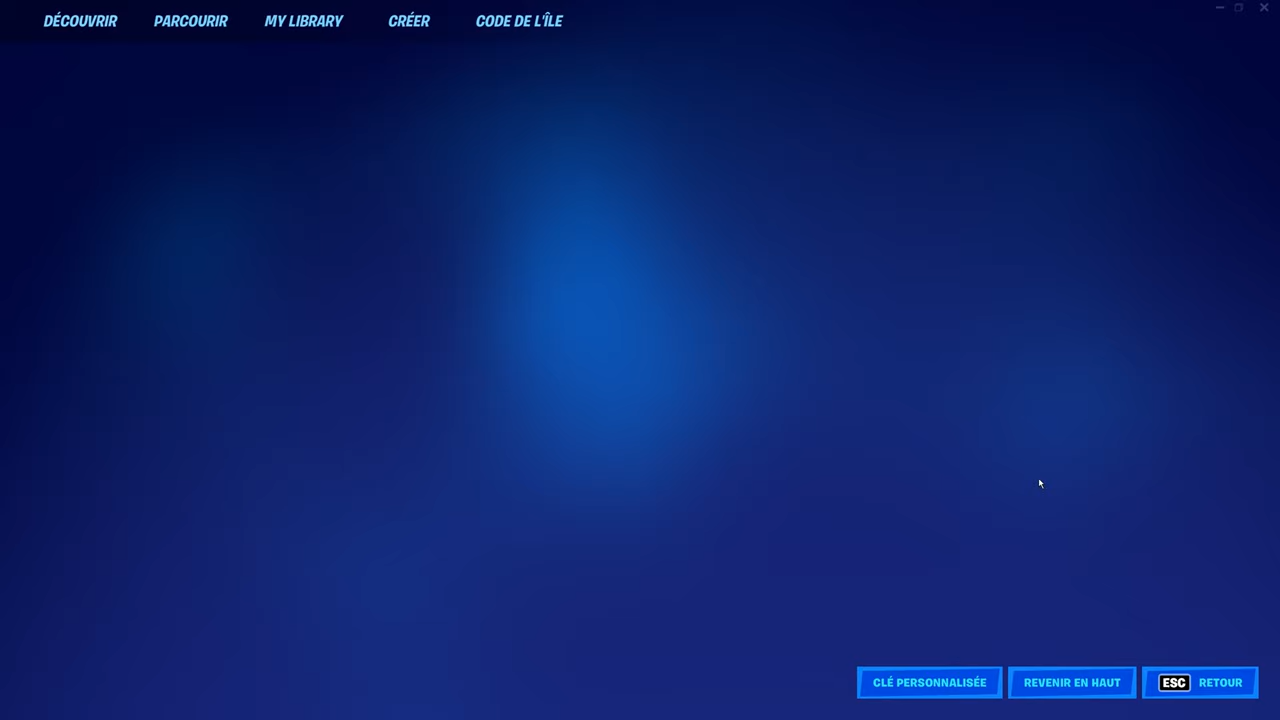 DÉCOUVRIR PARCOURIR MY LIBRARY CRÉER CODE DE L'ÎLE
CLÉ PERSONNALISÉE REVENIR EN HAUT ESC RETOUR